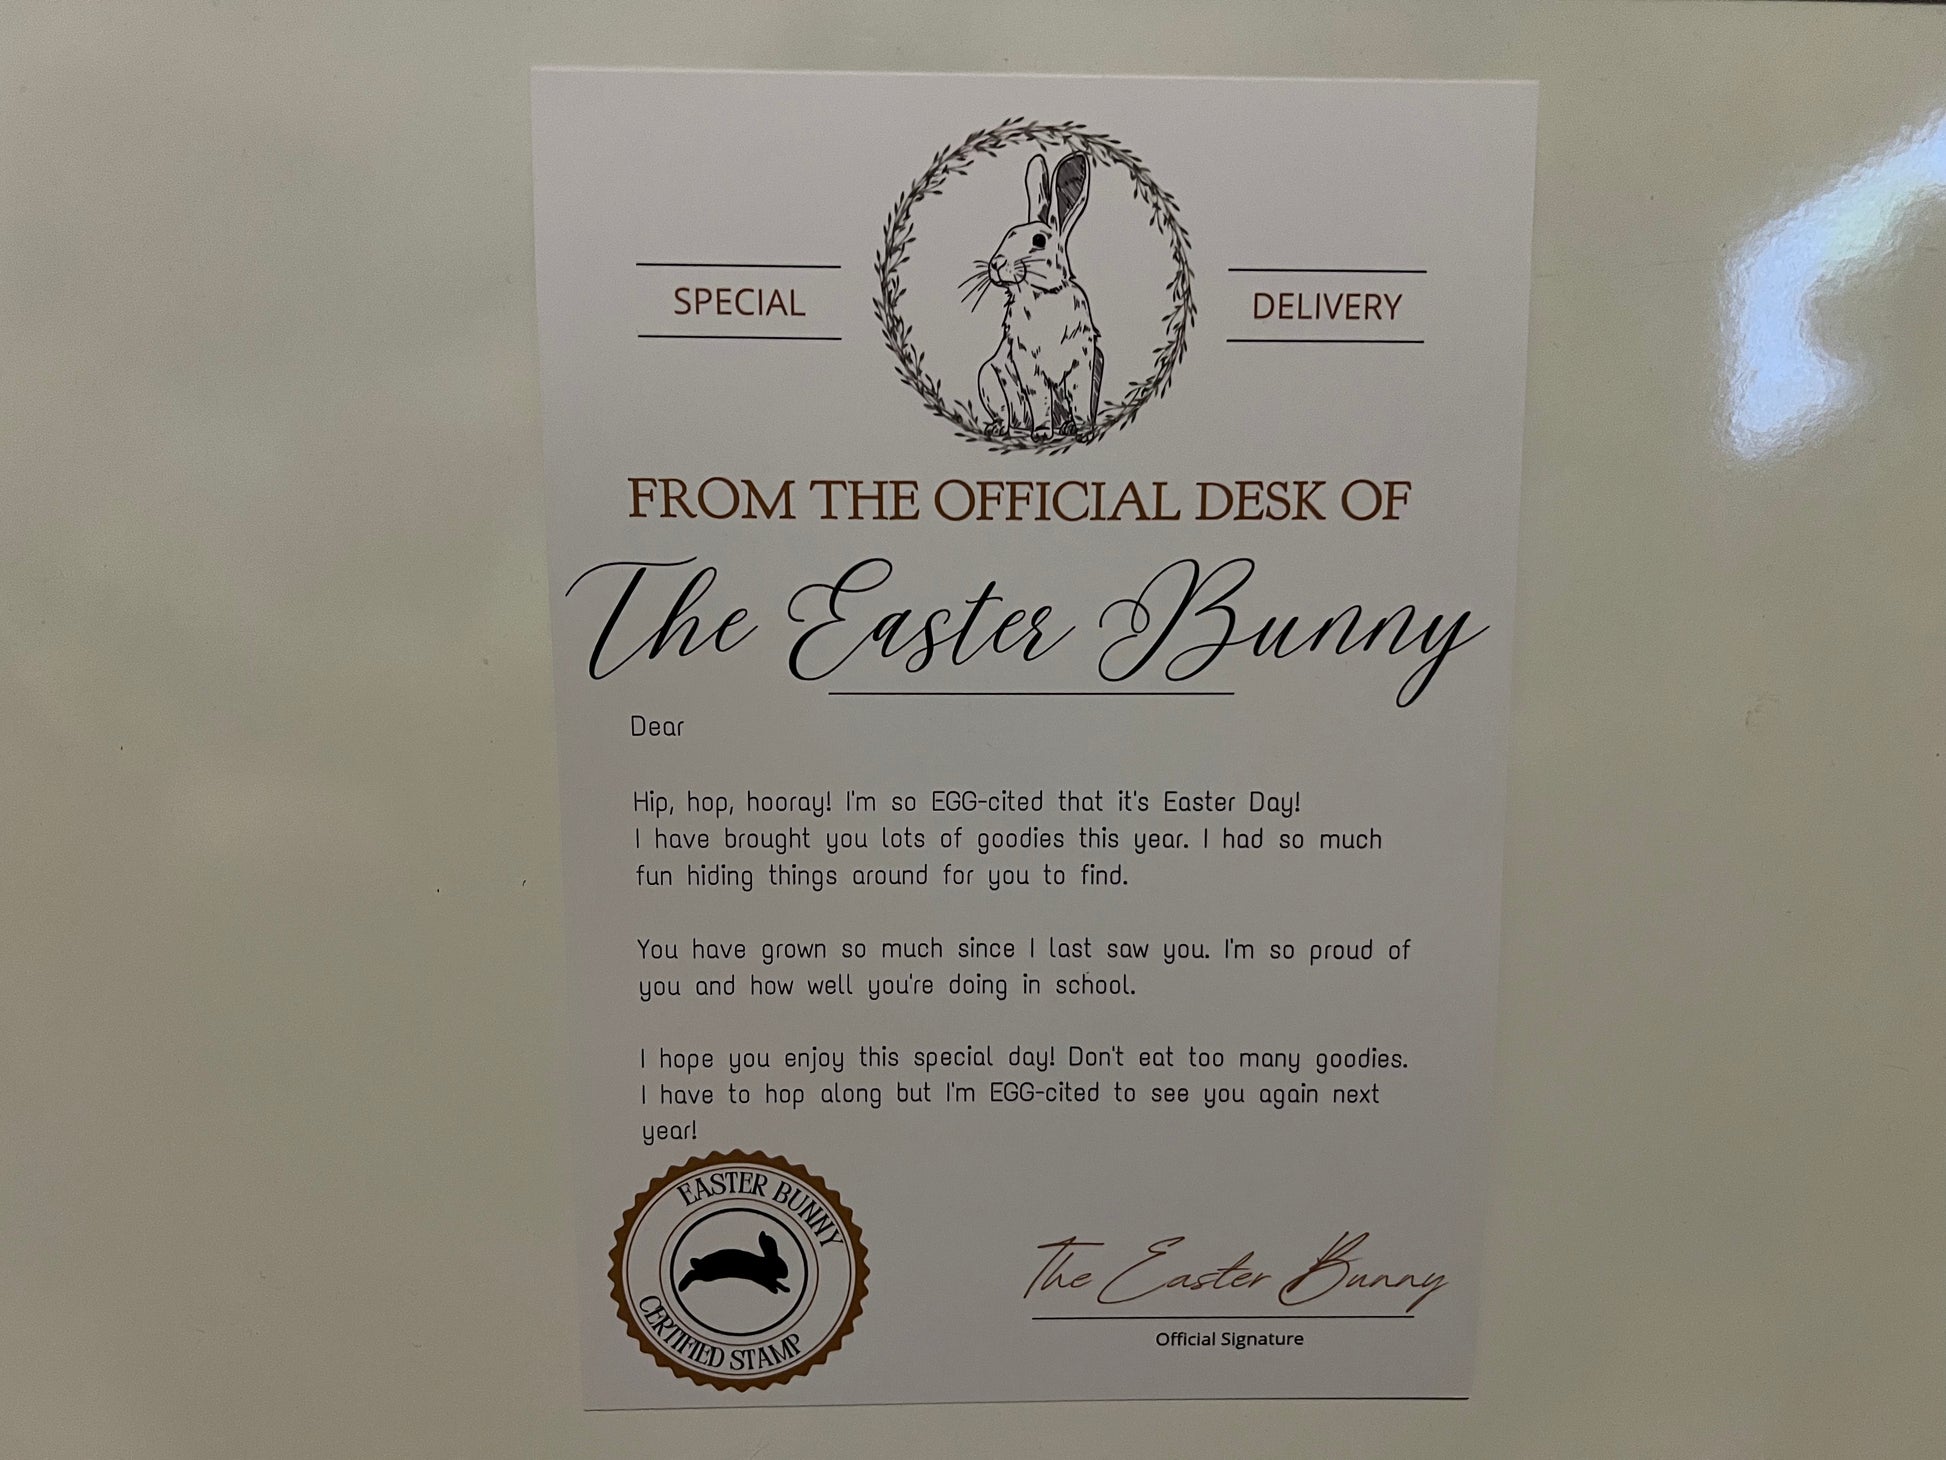 SPECIAL
DELIVERY
FROM THE OFFICIAL DESK OF
The Easter Bunny
Dear
Hip, hop, hooray! I'm so EGG-cited that it's Easter Day!
I have brought you lots of goodies this year. I had so much
fun hiding things around for you to find.
You have grown so much since I last saw you. I'm so proud of
you and how well you're doing in school.
I hope you enjoy this special day! Don't eat too many goodies.
I have to hop along but I'm EGG-cited to see you again next
year!
EASTER BUNNY
CERTIFIED STAMP
The Easter Bunny
Official Signature